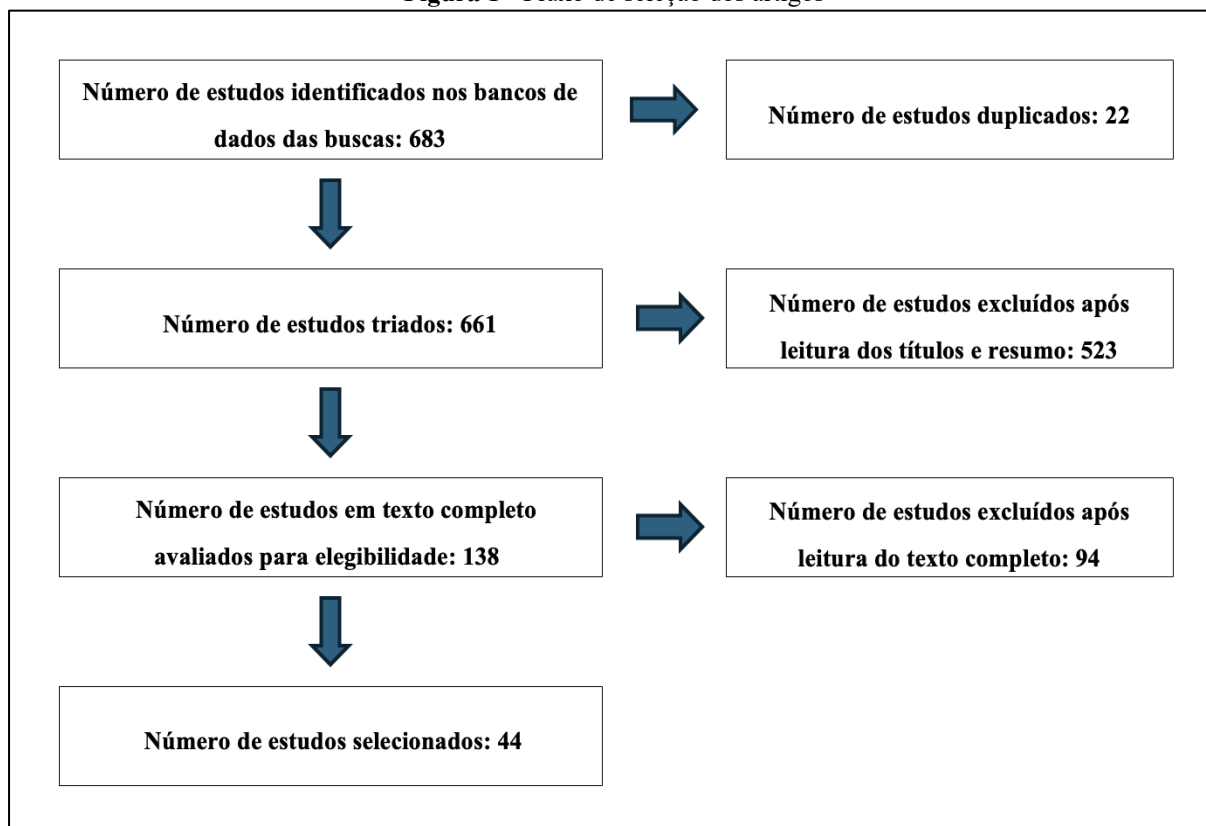 Número de estudos identificados nos bancos de
dados das buscas: 683
Número de estudos duplicados: 22
Número de estudos triados: 661
Número de estudos excluídos após
leitura dos títulos e resumo: 523
Número de estudos em texto completo
avaliados para elegibilidade: 138
Número de estudos excluídos após
leitura do texto completo: 94
Número de estudos selecionados: 44